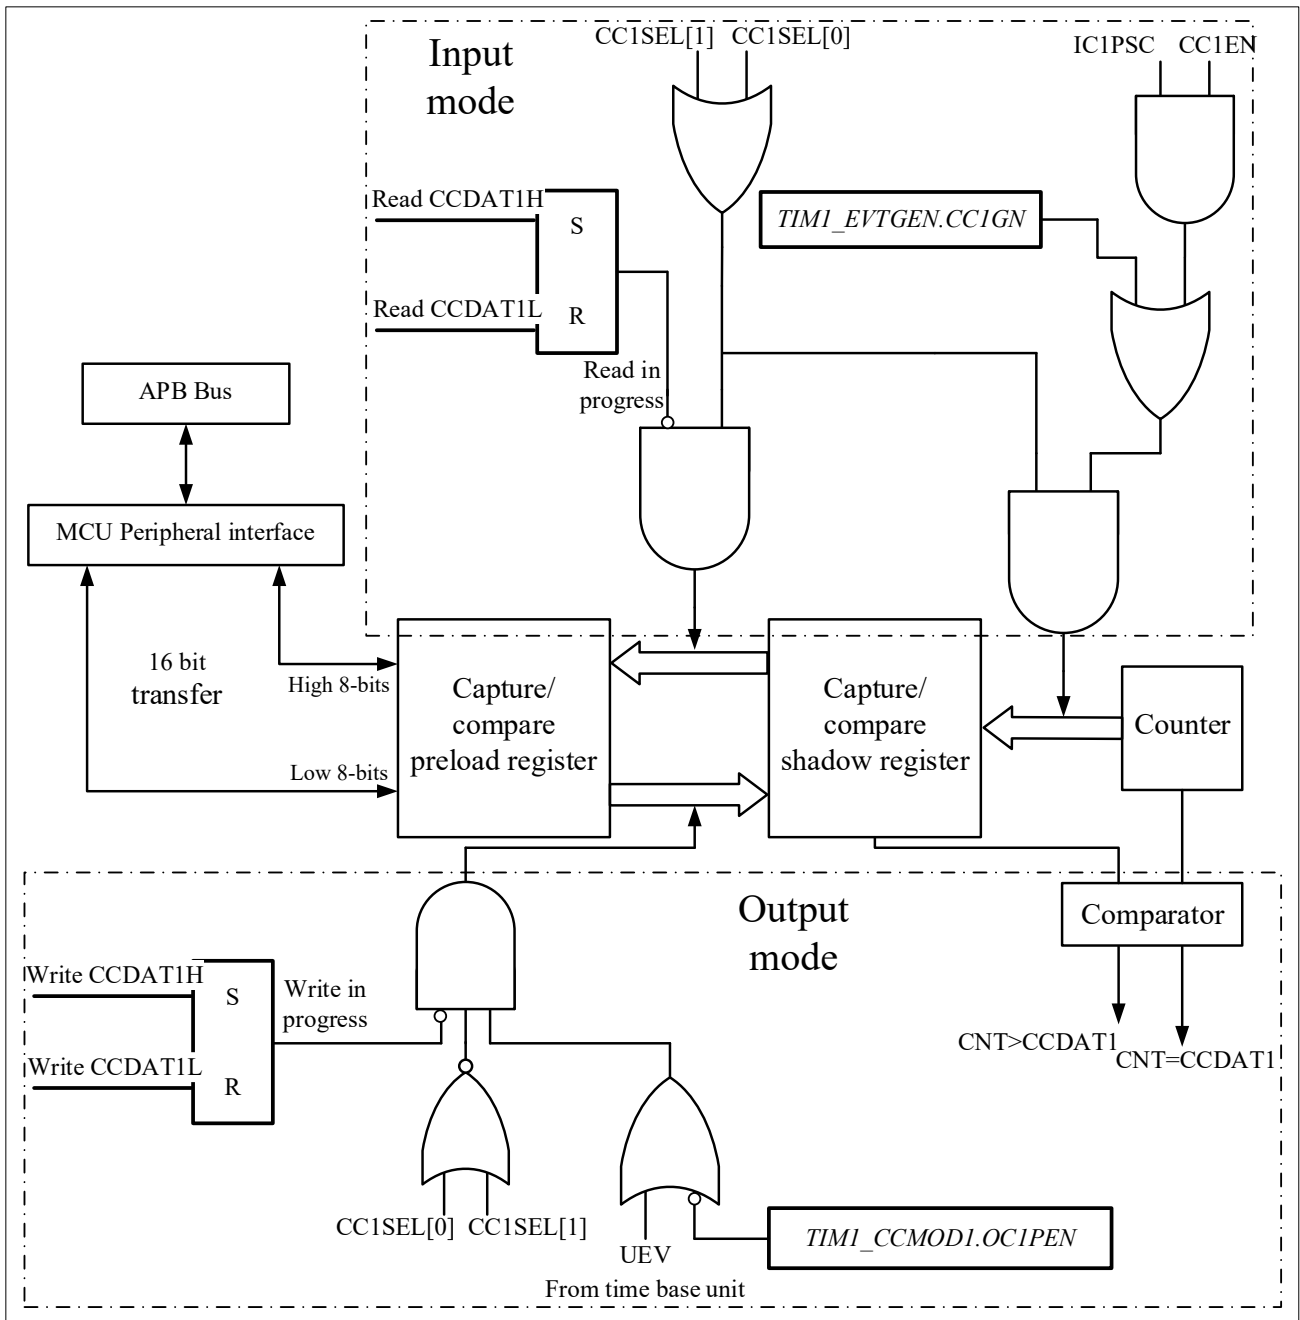 Input
mode
CC1SEL[1] CC1SEL[0]
IC1PSC CC1EN
Read CCDAT1H
S
TIM1_EVTGEN.CC1GN
Read CCDAT1L
R
Read in
progress
APB Bus
MCU Peripheral interface
16 bit
transfer
High 8-bits
Low 8-bits
Capture/
compare
preload register
Capture/
compare
shadow register
Counter
Output
mode
Comparator
Write CCDAT1H
S
Write in
progress
Write CCDAT1L
R
CNT>CCDAT1
CNT=CCDAT1
CC1SEL[0] CC1SEL[1]
UEV
From time base unit
TIM1_CCMOD1.OC1PEN